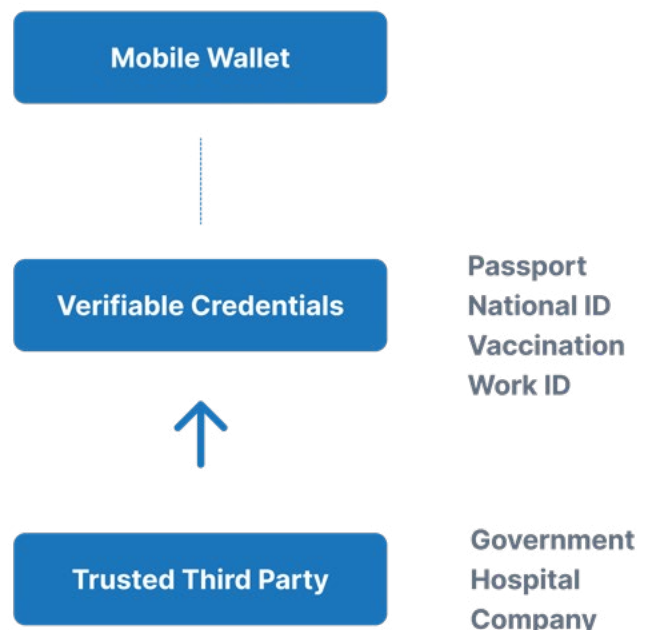 Mobile Wallet
Verifiable Credentials
Passport
National ID
Vaccination
Work ID
Trusted Third Party
Government
Hospital
Company